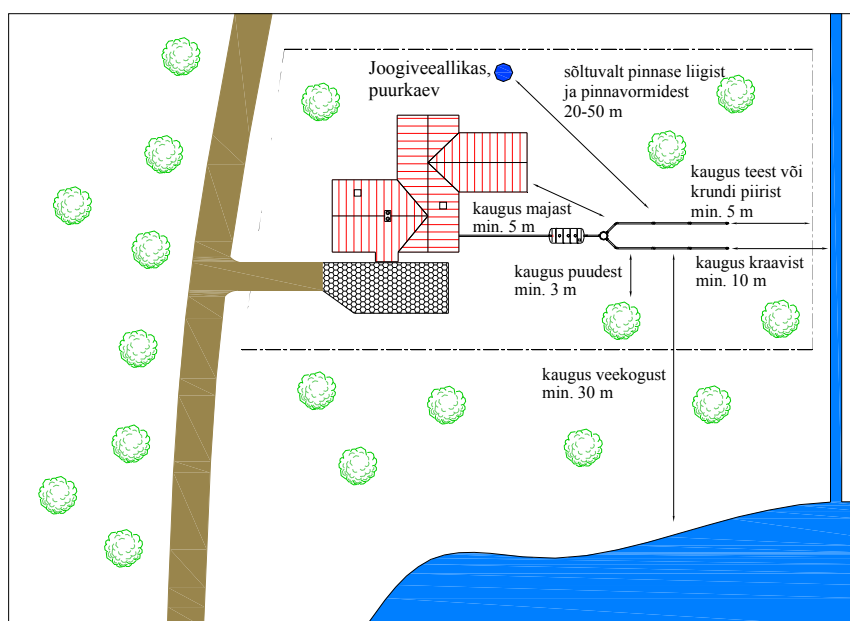 Joogiveeallikas,
puurkaev
sõltuvalt pinnase liigist
ja pinnavormidest
20-50 m
kaugus teest või
krundi piirist
min. 5 m
kaugus majast
min. 5 m
kaugus puudest
min. 3 m
kaugus kraavist
min. 10 m
kaugus veekogust
min. 30 m